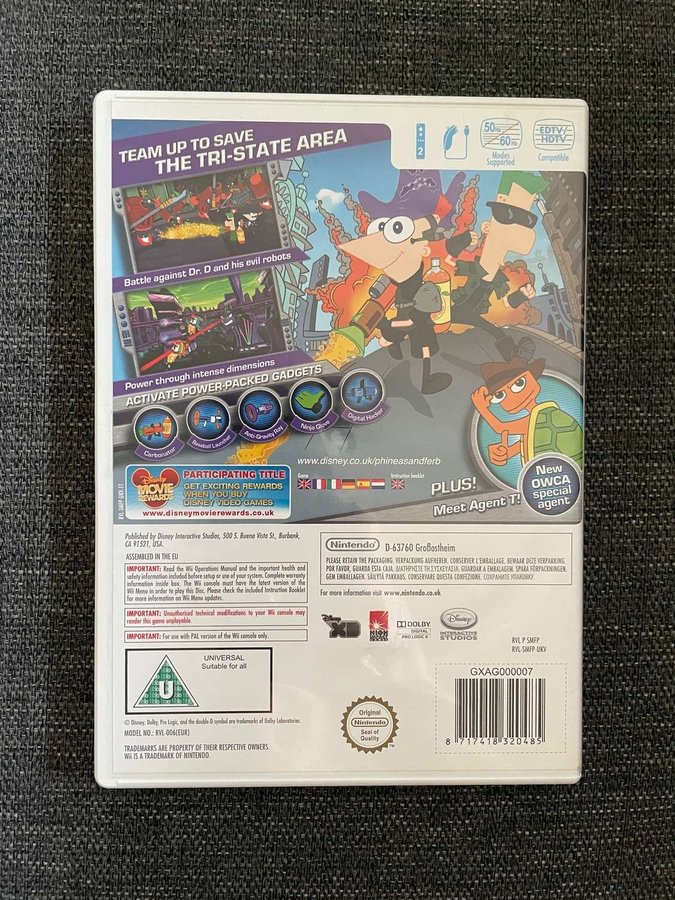 TEAM UP TO SAVE
THE TRI-STATE AREA
2
50Hz
60Hz
Modes
Supported
EDTV/
HDTV
Compatible
Battle against Dr. D and his evil robots
Power through intense dimensions
ACTIVATE POWER-PACKED GADGETS
Carbonator
Baseball Launcher
Anti-Gravity Ray
Ninja Glove
Digital Hacker
www.disney.co.uk/phineasandferb
Game
Instruction booklet
PLUS!
Meet Agent T!
New
OWCA
special
agent
Disney
MOVIE
REWARDS
PARTICIPATING TITLE
GET EXCITING REWARDS
WHEN YOU BUY
DISNEY VIDEO GAMES
www.disneymovierewards.co.uk
Published by Disney Interactive Studios, 500 S. Buena Vista St., Burbank,
CA 91521, USA.
ASSEMBLED IN THE EU
IMPORTANT: Read the Wii Operations Manual and the important health and
safety information included before setup or use of your system. Complete warranty
information inside box. The Wii console must have the latest version of the
Wii Menu in order to play this Disc. Please check the included Instruction Booklet
for more information on Wii Menu updates.
IMPORTANT: Unauthorised technical modifications to your Wii console may
render this game unplayable.
IMPORTANT: For use with PAL version of the Wii console only.
U
UNIVERSAL
Suitable for all
© Disney. Dolby, Pro Logic, and the double-D symbol are trademarks of Dolby Laboratories.
MODEL NO.: RVL-006(EUR)
TRADEMARKS ARE PROPERTY OF THEIR RESPECTIVE OWNERS.
Wii IS A TRADEMARK OF NINTENDO.
Nintendo D-63760 Großostheim
PLEASE RETAIN THE PACKAGING. VERPACKUNG AUFHEBEN. CONSERVER L'EMBALLAGE. BEWAAR DEZE VERPAKKING.
POR FAVOR, GUARDA ESTA CAJA. ΔΙΑΤΗΡΗΣΤΕ ΤΗ ΣΥΣΚΕΥΑΣΙΑ. GUARDAR A EMBALAGEM. SPARA FÖRPACKNINGEN.
GEM EMBALLAGEN. SÄILYTÄ PAKKAUS. CONSERVATE QUESTA CONFEZIONE. СОХРАНИТЕ УПАКОВКУ.
For more information visit www.nintendo.co.uk
Disney XD
HIGH
DOLBY
DIGITAL
PRO LOGIC II
Disney
INTERACTIVE
STUDIOS
RVL P SMFP
RVL-SMFP-UKV
Original
Nintendo
Seal of
Quality
TM
GXAG000007
8 717418 320485